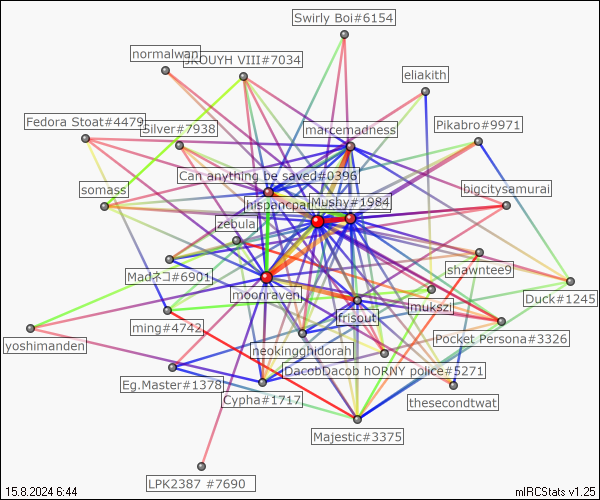 Swirly Boi#6154
normalwan
JROUYH VIII#7034
eliakith
Fedora Stoat#4479
Silver#7938
marcemadness
Pikabro#9971
Can anything be saved#0396
somass
hispancpa
Mushy#1984
bigcitysamurai
zebula
Madネコ#6901
shawntee9
moonraven
mukszi
Duck#1245
ming#4742
frisout
yoshimanden
neokingghidorah
Pocket Persona#3326
DacobDacob hORNY police#5271
Eg.Master#1378
Cypha#1717
thesecondtwat
Majestic#3375
LPK2387 #7690
15.8.2024 6:44
mIRCStats v1.25